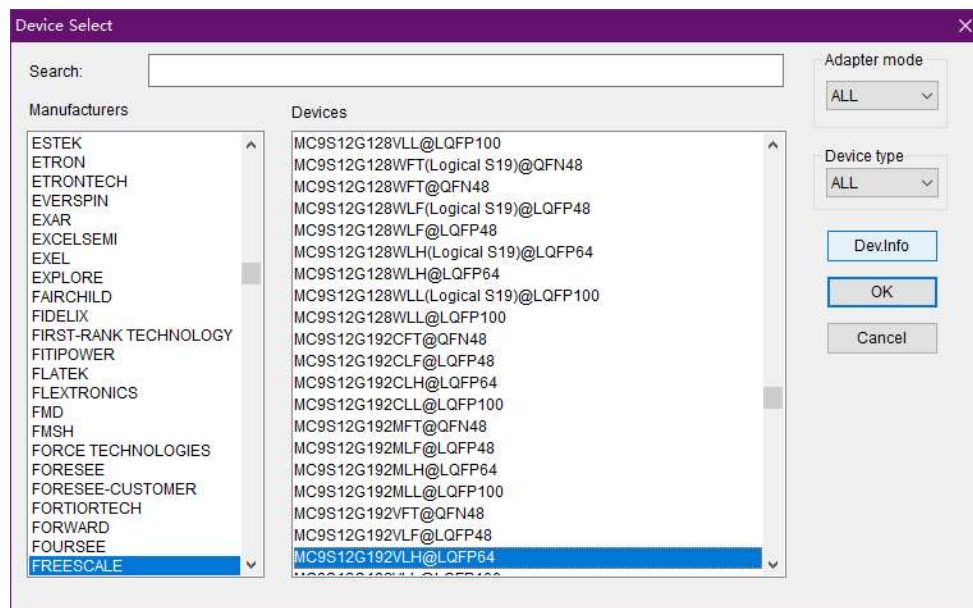 Device Select
Search:
Adapter mode
ALL
Manufacturers
Devices
ESTEK
ETRON
ETRONTECH
EVERSPIN
EXAR
EXCELSEMI
EXEL
EXPLORE
FAIRCHILD
FIDELIX
FIRST-RANK TECHNOLOGY
FITIPOWER
FLATEK
FLEXTRONICS
FMD
FMSH
FORCE TECHNOLOGIES
FORESEE
FORESEE-CUSTOMER
FORTIORTECH
FORWARD
FOURSEE
FREESCALE
MC9S12G128VLL@LQFP100
MC9S12G128WFT(Logical S19)@QFN48
MC9S12G128WFT@QFN48
MC9S12G128WLF(Logical S19)@LQFP48
MC9S12G128WLF@LQFP48
MC9S12G128WLH(Logical S19)@LQFP64
MC9S12G128WLH@LQFP64
MC9S12G128WLL(Logical S19)@LQFP100
MC9S12G128WLL@LQFP100
MC9S12G192CFT@QFN48
MC9S12G192CLF@LQFP48
MC9S12G192CLH@LQFP64
MC9S12G192CLL@LQFP100
MC9S12G192MFT@QFN48
MC9S12G192MLF@LQFP48
MC9S12G192MLH@LQFP64
MC9S12G192MLL@LQFP100
MC9S12G192VFT@QFN48
MC9S12G192VLF@LQFP48
MC9S12G192VLH@LQFP64
Device type
ALL
Dev.Info
OK
Cancel